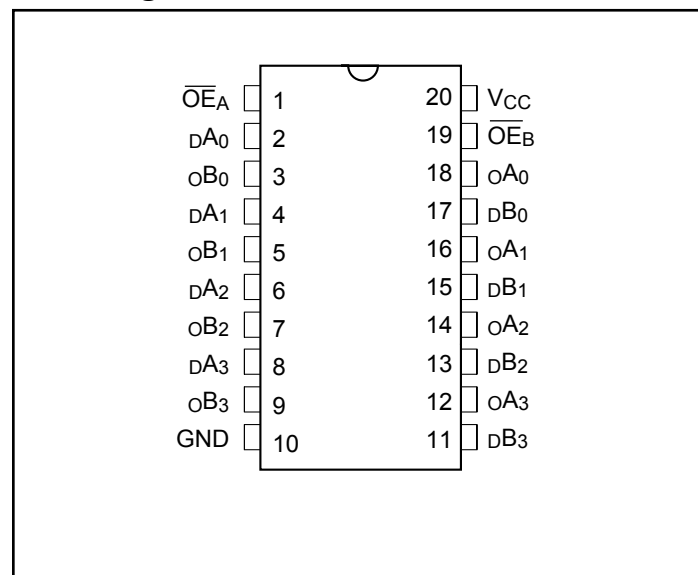 OEA 1 20 VCC
DA0 2 19 OEB
OB0 3 18 OA0
DA1 4 17 DB0
OB1 5 16 OA1
DA2 6 15 DB1
OB2 7 14 OA2
DA3 8 13 DB2
OB3 9 12 OA3
GND 10 11 DB3